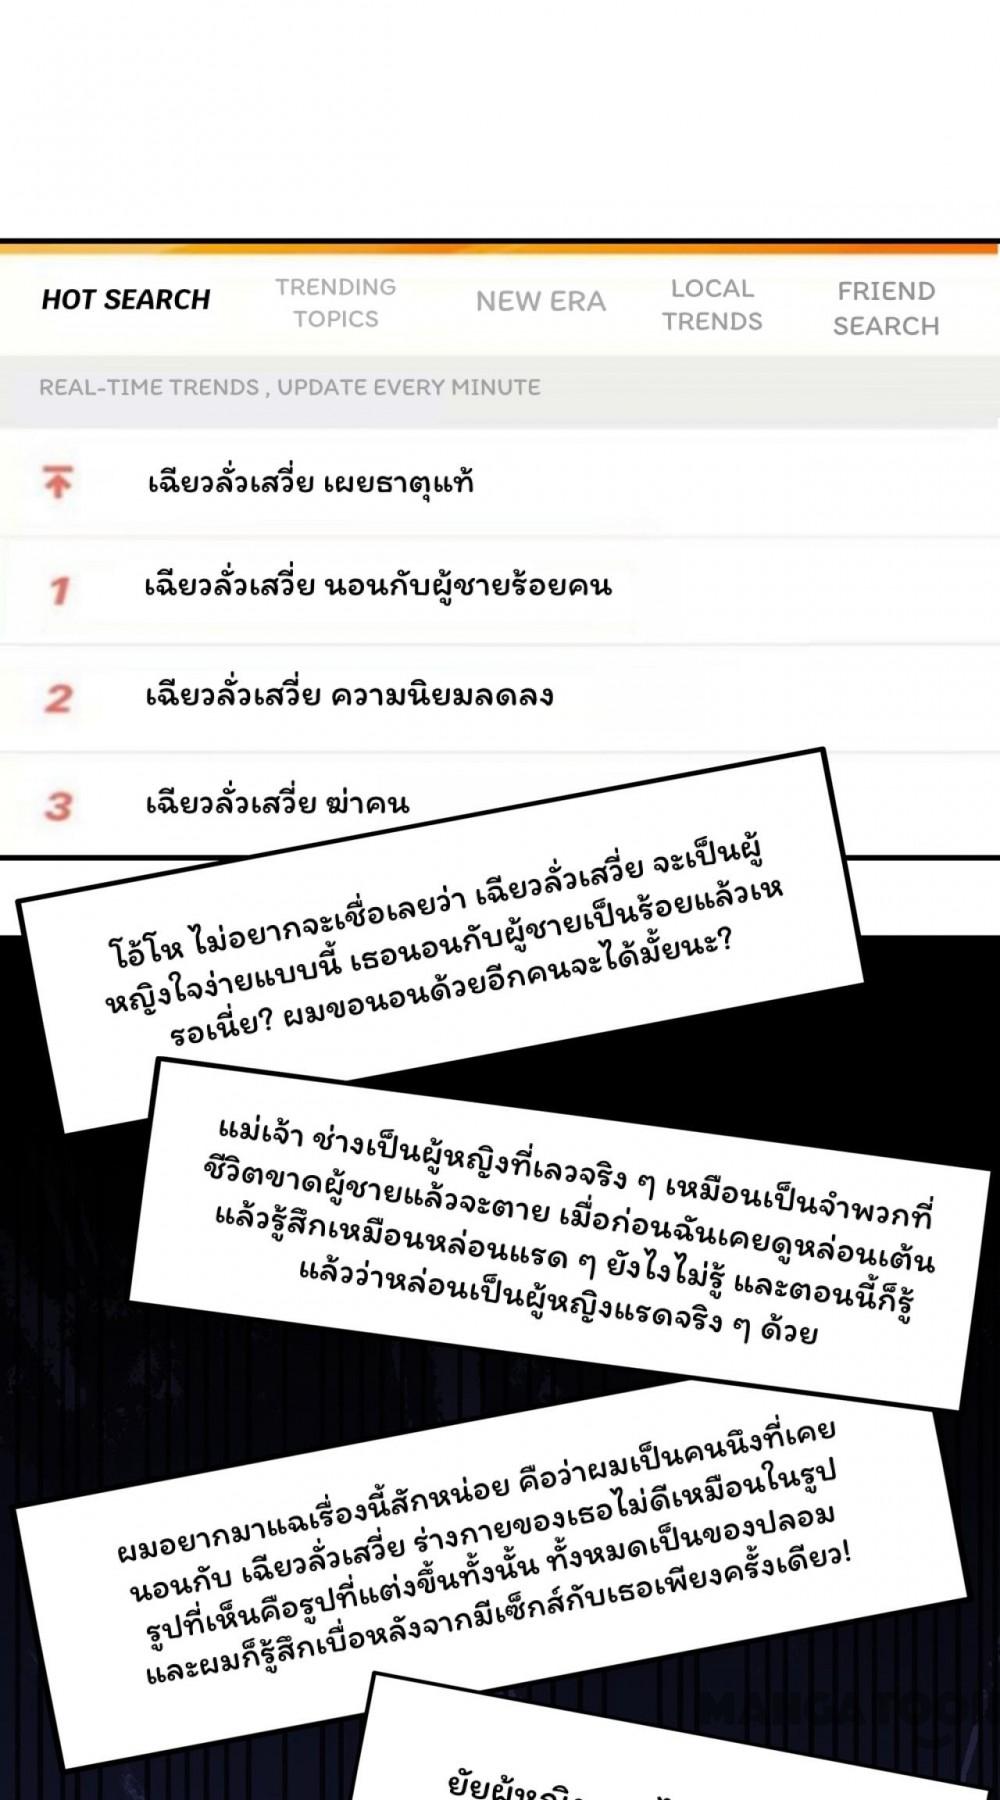 HOT SEARCH
TRENDING
TOPICS
NEW ERA
LOCAL
TRENDS
FRIEND
SEARCH
REAL-TIME TRENDS , UPDATE EVERY MINUTE
เฉียวลั่วเสวี่ย เผยธาตุแท้
1 เฉียวลั่วเสวี่ย นอนกับผู้ชายร้อยคน
2 เฉียวลั่วเสวี่ย ความนิยมลดลง
3 เฉียวลั่วเสวี่ย ฆ่าคน
โอ้โห ไม่อยากจะเชื่อเลยว่า เฉียวลั่วเสวี่ย จะเป็นผู้
หญิงใจง่ายแบบนี้ เธอนอนกับผู้ชายเป็นร้อยแล้วเห
รอเนี่ย? ผมขอนอนด้วยอีกคนจะได้มั้ยนะ?
แม่เจ้า ช่างเป็นผู้หญิงที่เลวจริง ๆ เหมือนเป็นจำพวกที่
ชีวิตขาดผู้ชายแล้วจะตาย เมื่อก่อนฉันเคยดูหล่อนเต้น
แล้วรู้สึกเหมือนหล่อนแรด ๆ ยังไงไม่รู้ และตอนนี้ก็รู้
แล้วว่าหล่อนเป็นผู้หญิงแรดจริง ๆ ด้วย
ผมอยากมาแฉเรื่องนี้สักหน่อย คือว่าผมเป็นคนนึงที่เคย
นอนกับ เฉียวลั่วเสวี่ย ร่างกายของเธอไม่ดีเหมือนในรูป
รูปที่เห็นคือรูปที่แต่งขึ้นทั้งนั้น ทั้งหมดเป็นของปลอม
และผมก็รู้สึกเบื่อหลังจากมีเซ็กส์กับเธอเพียงครั้งเดียว!
MANGATOON